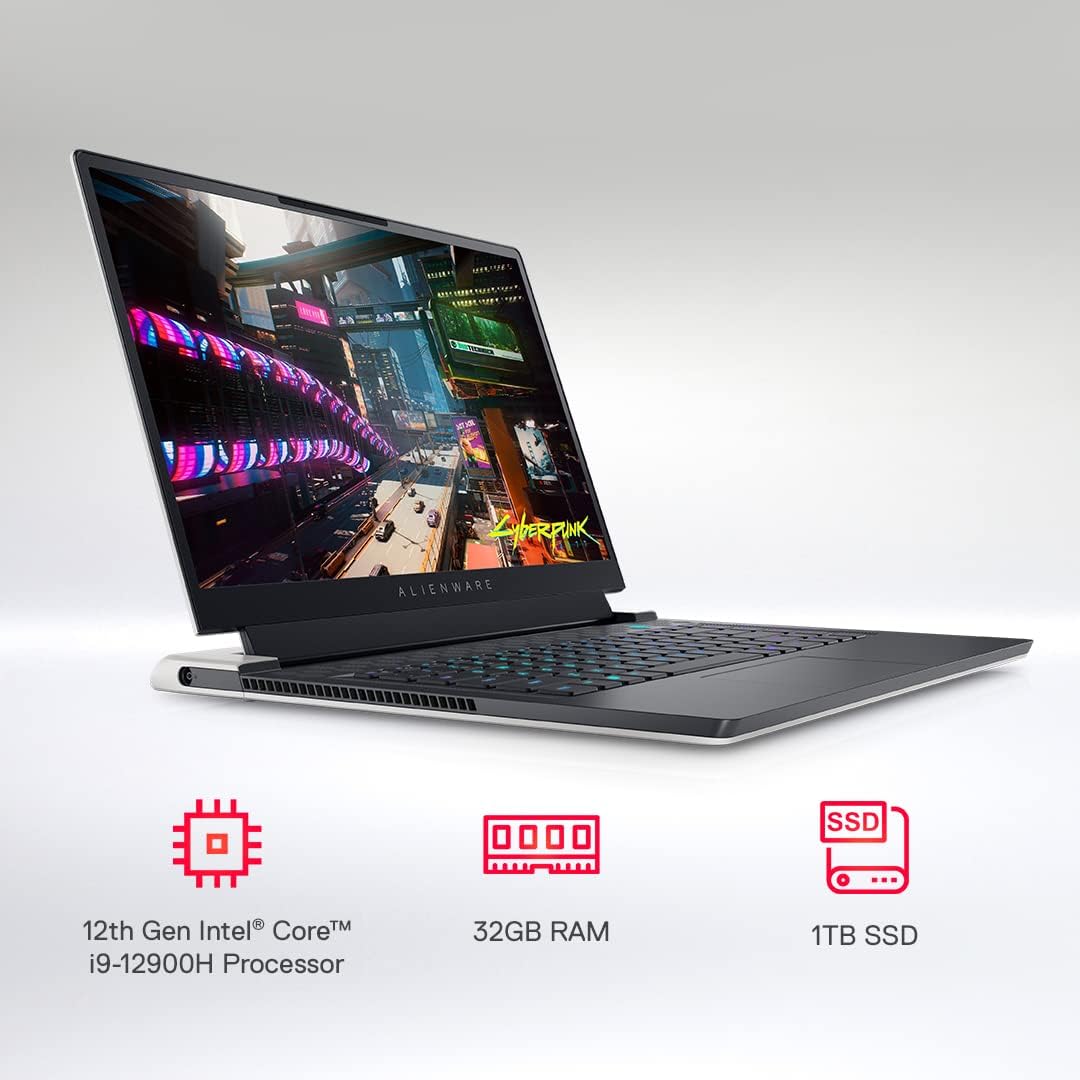 CYBERPUNK
ALIENWARE
SSD
12th Gen Intel® Core™
i9-12900H Processor
32GB RAM
1TB SSD